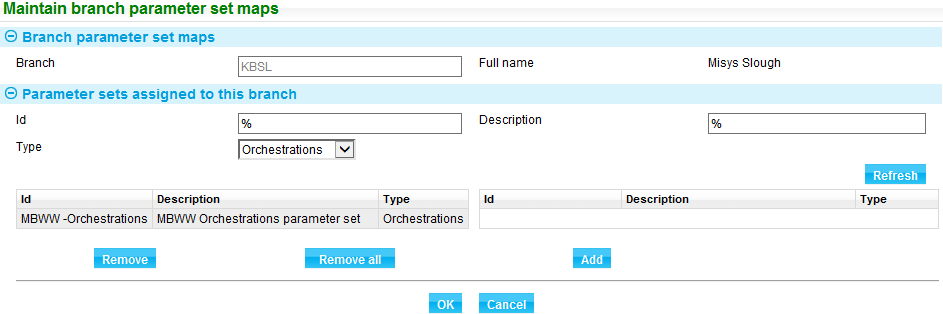 Maintain branch parameter set maps
Branch parameter set maps
Branch KBSL Full name Misys Slough
Parameter sets assigned to this branch
Id % Description %
Type Orchestrations
Refresh
Id Description Type Id Description Type
MBWW -Orchestrations MBWW Orchestrations parameter set Orchestrations
Remove Remove all Add
OK Cancel